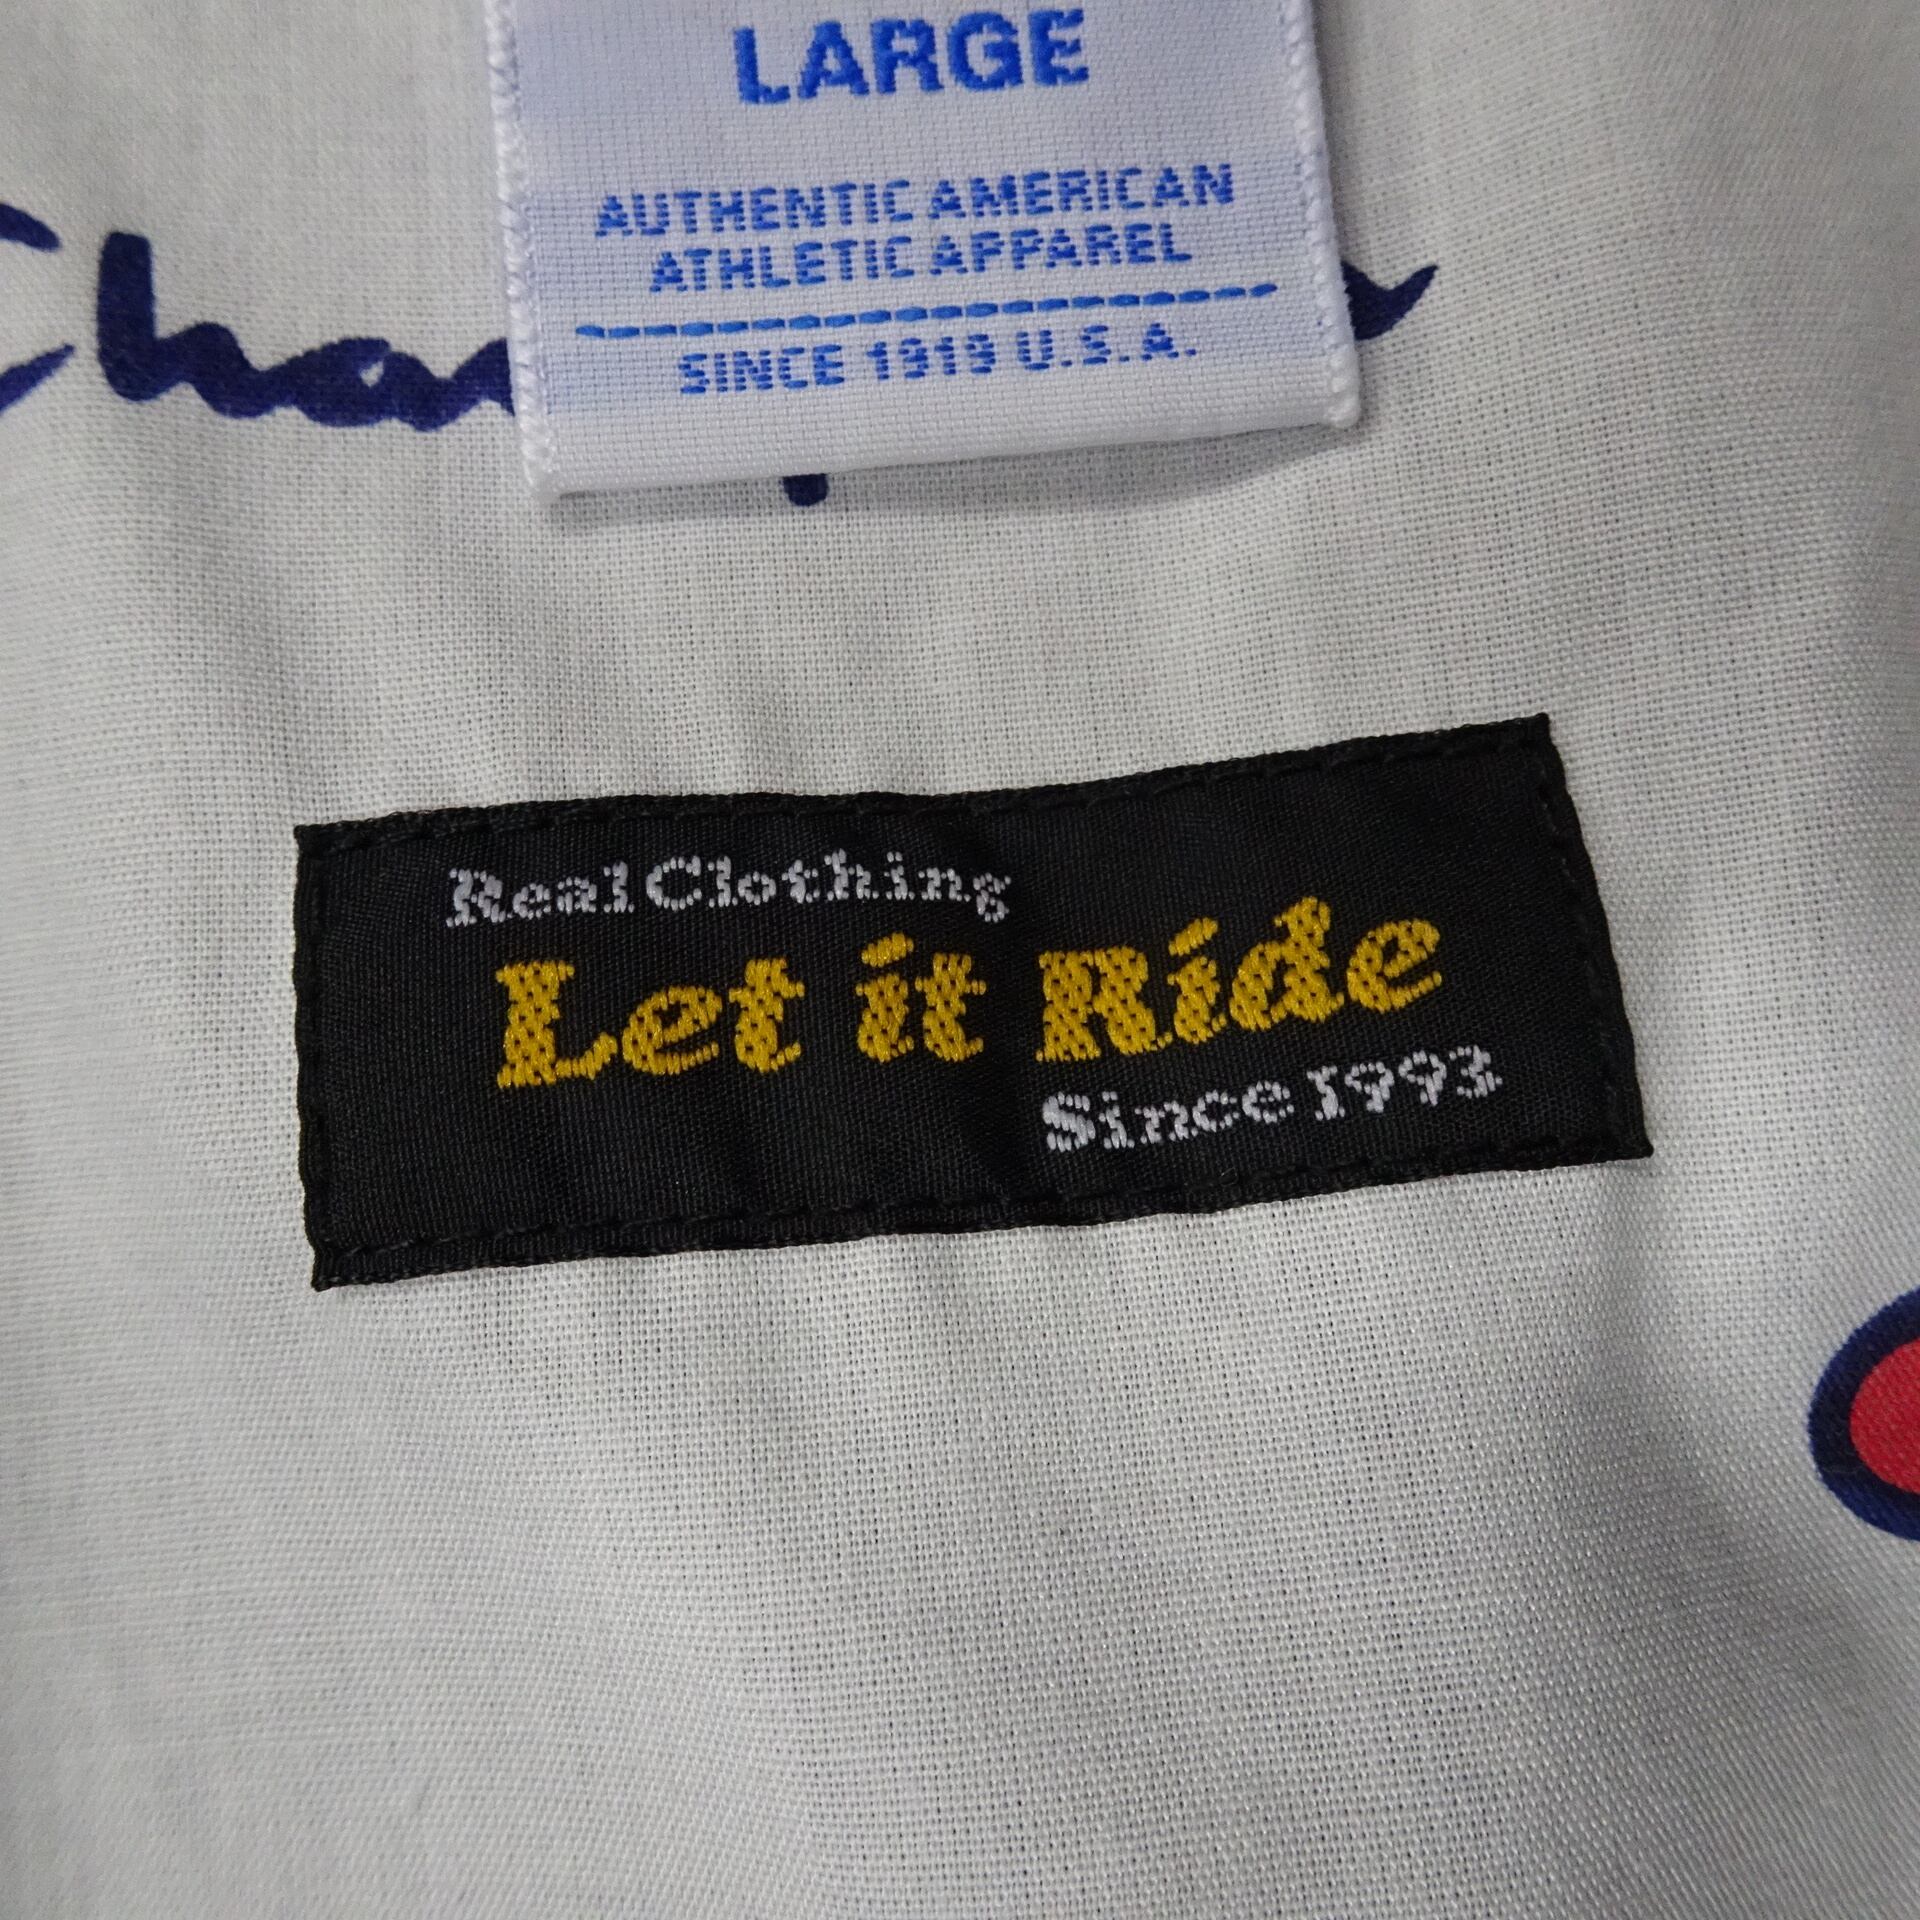 LARGE
AUTHENTIC AMERICAN
ATHLETIC APPAREL
SINCE 1919 U.S.A.
Real Clothing
Let it Ride
Since 1993